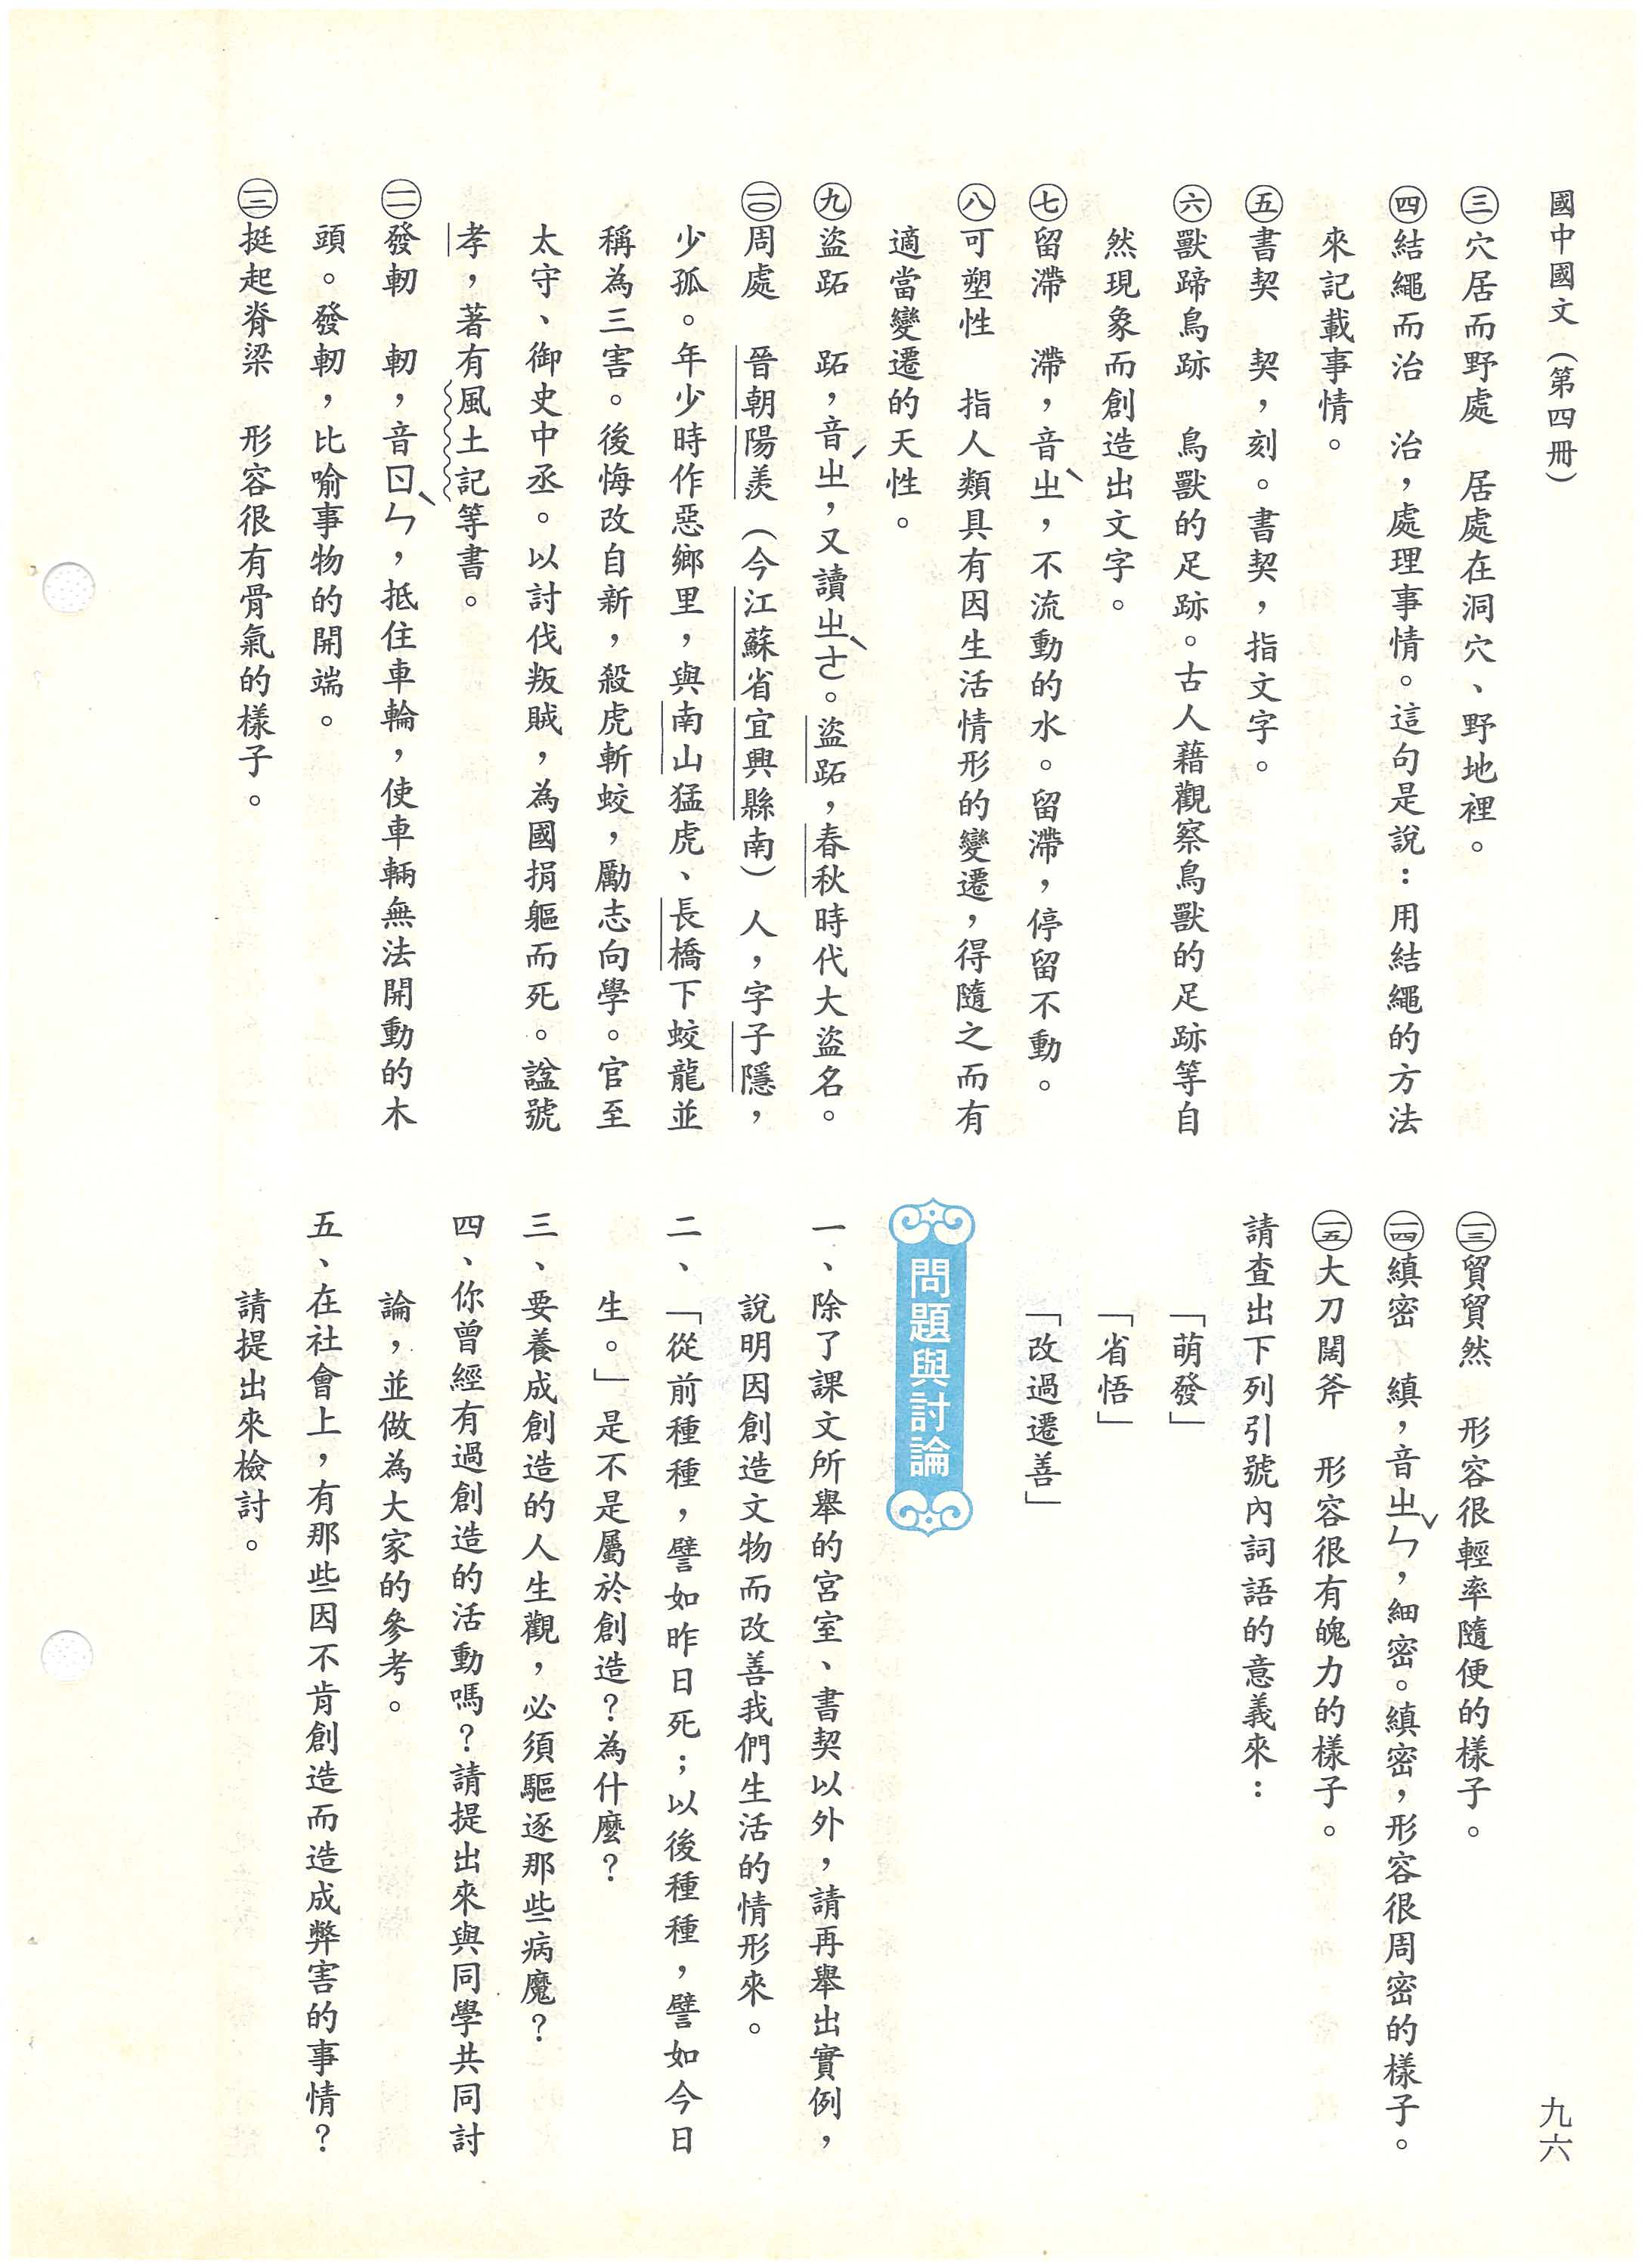 國中國文（第四冊）
㊂穴居而野處　居處在洞穴、野地裡。
㊃結繩而治　治，處理事情。這句是說：用結繩的方法
來記載事情。
㊄書契　契，刻。書契，指文字。
㊅獸蹄鳥跡　鳥獸的足跡。古人藉觀察鳥獸的足跡等自
然現象而創造出文字。
㊆留滯　滯，音ㄓˋ，不流動的水。留滯，停留不動。
㊇可塑性　指人類具有因生活情形的變遷，得隨之而有
適當變遷的天性。
㊈盜跖　跖，音ㄓˊ，又讀ㄓㄜˋ。盜跖，春秋時代大盜名。
(一〇)周處　晉朝陽羨（今江蘇省宜興縣南）人，字子隱，
少孤。年少時作惡鄉里，與南山猛虎、長橋下蛟龍並
稱為三害。後悔改自新，殺虎斬蛟，勵志向學。官至
太守、御史中丞。以討伐叛賊，為國捐軀而死。諡號
孝，著有風土記等書。
(一一)發軔　軔，音ㄖㄣˋ，抵住車輪，使車輛無法開動的木
頭。發軔，比喻事物的開端。
(一二)挺起脊梁　形容很有骨氣的樣子。
(一三)貿貿然　形容很輕率隨便的樣子。
(一四)縝密　縝，音ㄓㄣˇ，細密。縝密，形容很周密的樣子。
(一五)大刀闊斧　形容很有魄力的樣子。
請查出下列引號內詞語的意義來：
「萌發」
「省悟」
「改過遷善」
問題與討論
一、除了課文所舉的宮室、書契以外，請再舉出實例，
說明因創造文物而改善我們生活的情形來。
二、「從前種種，譬如昨日死；以後種種，譬如今日
生。」是不是屬於創造？為什麼？
三、要養成創造的人生觀，必須驅逐那些病魔？
四、你曾經有過創造的活動嗎？請提出來與同學共同討
論，並做為大家的參考。
五、在社會上，有那些因不肯創造而造成弊害的事情？
請提出來檢討。
九六